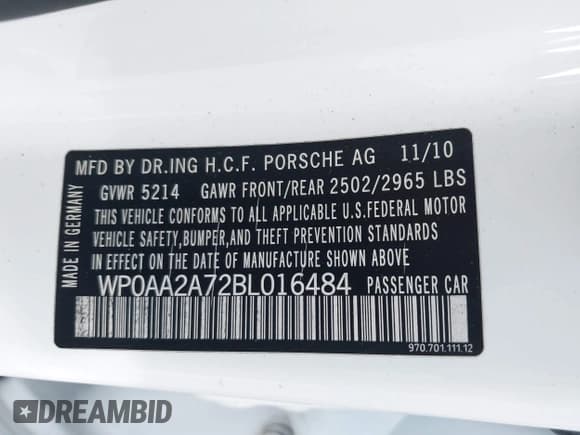 MFD BY DR.ING H.C.F. PORSCHE AG 11/10
GVWR 5214 GAWR FRONT/REAR 2502/2965 LBS
THIS VEHICLE CONFORMS TO ALL APPLICABLE U.S.FEDERAL MOTOR
VEHICLE SAFETY,BUMPER,AND THEFT PREVENTION STANDARDS
IN EFFECT ON THE DATE OF MANUFACTURE SHOWN ABOVE
WP0AA2A72BL016484 PASSENGER CAR
MADE IN GERMANY
970.701.111.12
DREAMBID